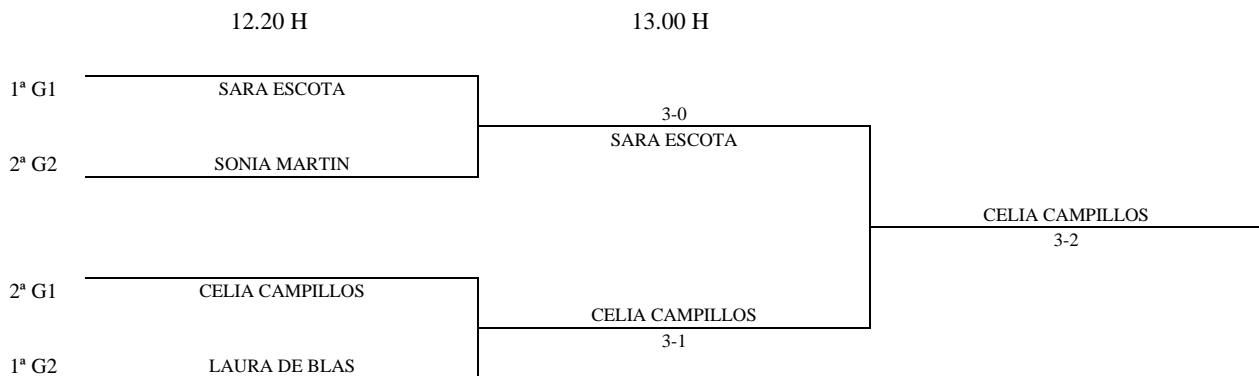 12.20 H 13.00 H
1ª G1 SARA ESCOTA
3-0
SARA ESCOTA
2ª G2 SONIA MARTIN
CELIA CAMPILLOS
3-2
2ª G1 CELIA CAMPILLOS
CELIA CAMPILLOS
3-1
1ª G2 LAURA DE BLAS